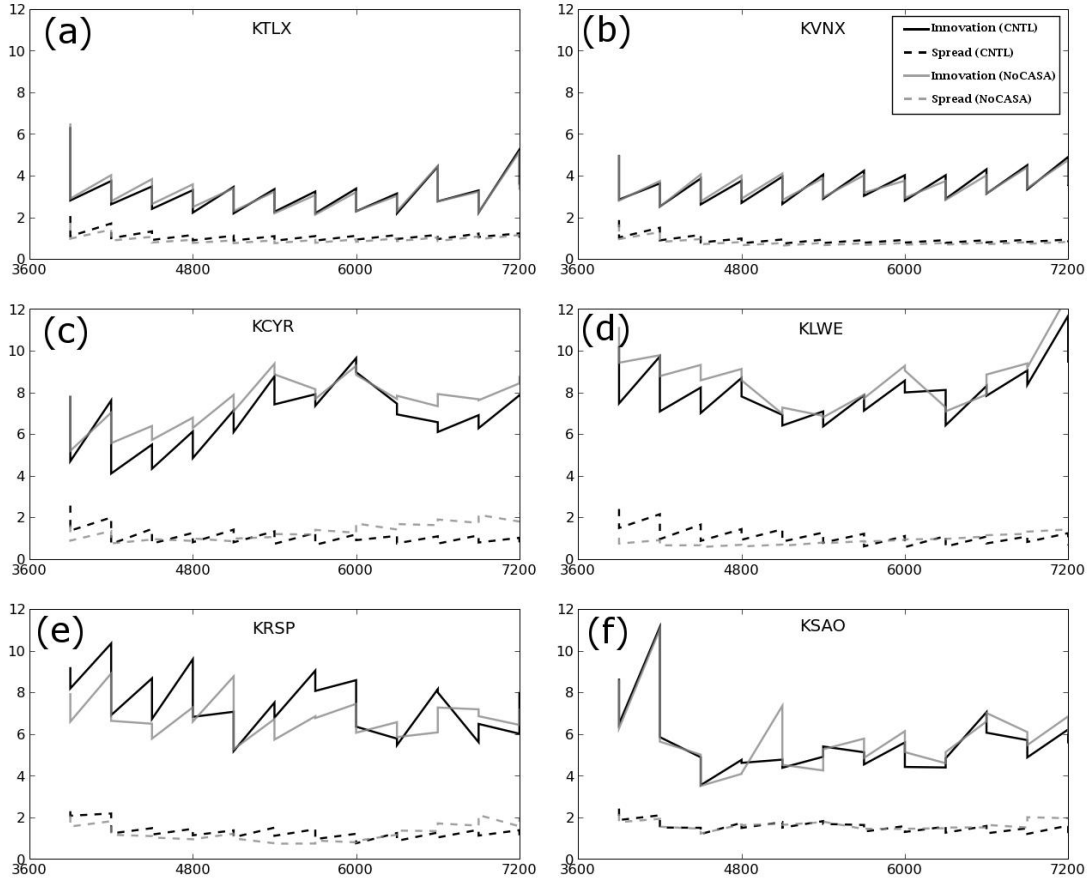 (a)
KTLX
12
10
8
6
4
2
0
3600 4800 6000 7200
(b)
KVNX
Innovation (CNTL)
Spread (CNTL)
Innovation (NoCASA)
Spread (NoCASA)
12
10
8
6
4
2
0
3600 4800 6000 7200
(c)
KCYR
12
10
8
6
4
2
0
3600 4800 6000 7200
(d)
KLWE
12
10
8
6
4
2
0
3600 4800 6000 7200
(e)
KRSP
12
10
8
6
4
2
0
3600 4800 6000 7200
(f)
KSAO
12
10
8
6
4
2
0
3600 4800 6000 7200